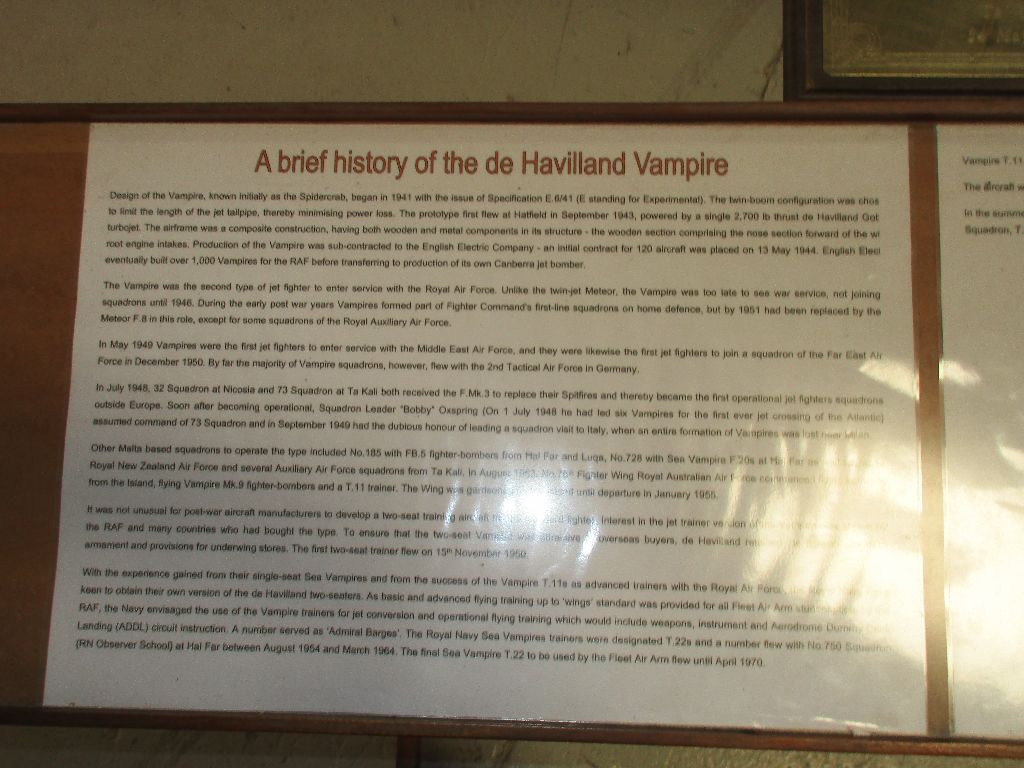 A brief history of the de Havilland Vampire
Design of the Vampire, known initially as the Spidercrab, began in 1941 with the issue of Specification E.6/41 (E standing for Experimental). The twin-boom configuration was chos
to limit the length of the jet tailpipe, thereby minimising power loss. The prototype first flew at Hatfield in September 1943, powered by a single 2,700 lb thrust de Havilland Gob
turbojet. The airframe was a composite construction, having both wooden and metal components in its structure - the wooden section comprising the nose section forward of the wi
root engine intakes. Production of the Vampire was sub-contracted to the English Electric Company - an initial contract for 120 aircraft was placed on 13 May 1944. English Elect
eventually built over 1,000 Vampires for the RAF before transferring to production of its own Canberra jet bomber.
The Vampire was the second type of jet fighter to enter service with the Royal Air Force. Unlike the twin-jet Meteor, the Vampire was too late to see war service, not joining
squadrons until 1946. During the early post war years Vampires formed part of Fighter Command's first-line squadrons on home defence, but by 1951 had been replaced by the
Meteor F.8 in this role, except for some squadrons of the Royal Auxiliary Air Force.
In May 1949 Vampires were the first jet fighters to enter service with the Middle East Air Force, and they were likewise the first jet fighters to join a squadron of the Far East Air
Force in December 1950. By far the majority of Vampire squadrons, however, flew with the 2nd Tactical Air Force in Germany.
In July 1948, 32 Squadron at Nicosia and 73 Squadron at Ta Kali both received the F.Mk.3 to replace their Spitfires and thereby became the first operational jet fighters squadrons
outside Europe. Soon after becoming operational, Squadron Leader "Bobby" Oxspring (On 1 July 1948 he had led six Vampires for the first ever jet crossing of the Atlantic)
assumed command of 73 Squadron and in September 1949 had the dubious honour of leading a squadron visit to Italy, when an entire formation of Vampires was lost near Milan.
Other Malta based squadrons to operate the type included No.185 with FB.5 fighter-bombers from Hal Far and Luqa, No.728 with Sea Vampire F.20s at Hal Far as
Royal New Zealand Air Force and several Auxiliary Air Force squadrons from Ta Kali. In August Fighter Wing Royal Australian Air Force commenced
from the Island, flying Vampire Mk.9 fighter-bombers and a T.11 trainer. The Wing was until departure in January 1955.
It was not unusual for post-war aircraft manufacturers to develop a two-seat training aircraft fighter. Interest in the jet trainer version of
the RAF and many countries who had bought the type. To ensure that the two-seat overseas buyers, de Havilland
armament and provisions for underwing stores. The first two-seat trainer flew on 15th November 1950.
With the experience gained from their single-seat Sea Vampires and from the success of the Vampire T.11s as advanced trainers with the Royal Air Force,
keen to obtain their own version of the de Havilland two-seaters. As basic and advanced flying training up to 'wings' standard was provided for all Fleet Air Arm by
RAF, the Navy envisaged the use of the Vampire trainers for jet conversion and operational flying training which would include weapons, instrument and Aerodrome Dummy
Landing (ADDL) circuit instruction. A number served as 'Admiral Barges'. The Royal Navy Sea Vampires trainers were designated T.22s and a number flew with No.750 Squadron
(RN Observer School) at Hal Far between August 1954 and March 1964. The final Sea Vampire T.22 to be used by the Fleet Air Arm flew until April 1970.
Vampire T.11
The aircraft w
In the summe
Squadron, T.